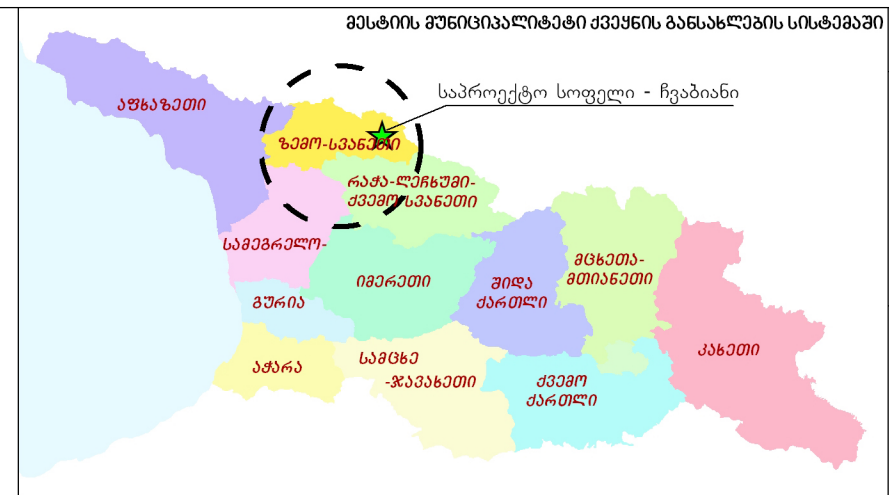 მესტიის მუნიციპალიტეტი ქვეყნის განსახლების სისტემაში
საპროექტო სოფელი - ჩვაბიანი
აფხაზეთი
ზემო-სვანეთი
რაჭა-ლეჩხუმი-
ქვემო სვანეთი
სამეგრელო-
იმერეთი
შიდა
ქართლი
მცხეთა-
მთიანეთი
გურია
კახეთი
აჭარა
სამცხე
-ჯავახეთი
ქვემო
ქართლი